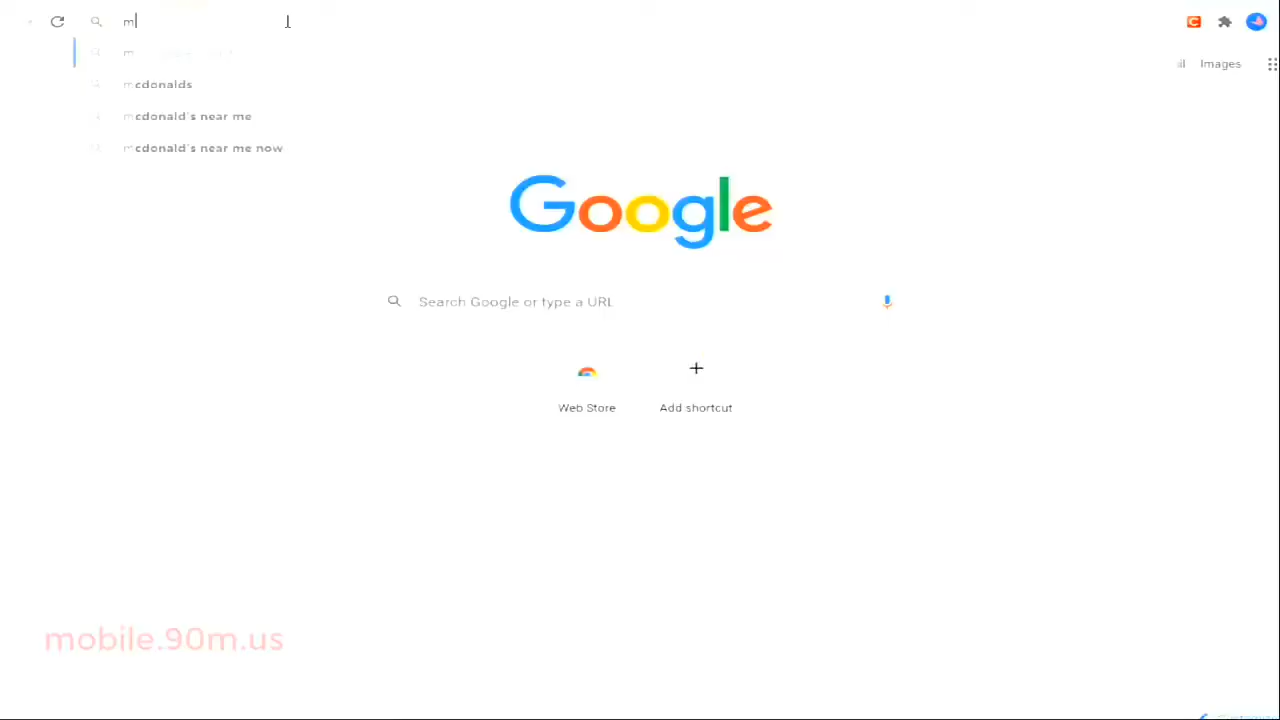 m
m
mcdonalds
mcdonald's near me
mcdonald's near me now
Images
Google
Search Google or type a URL
Web Store
Add shortcut
mobile.90m.us